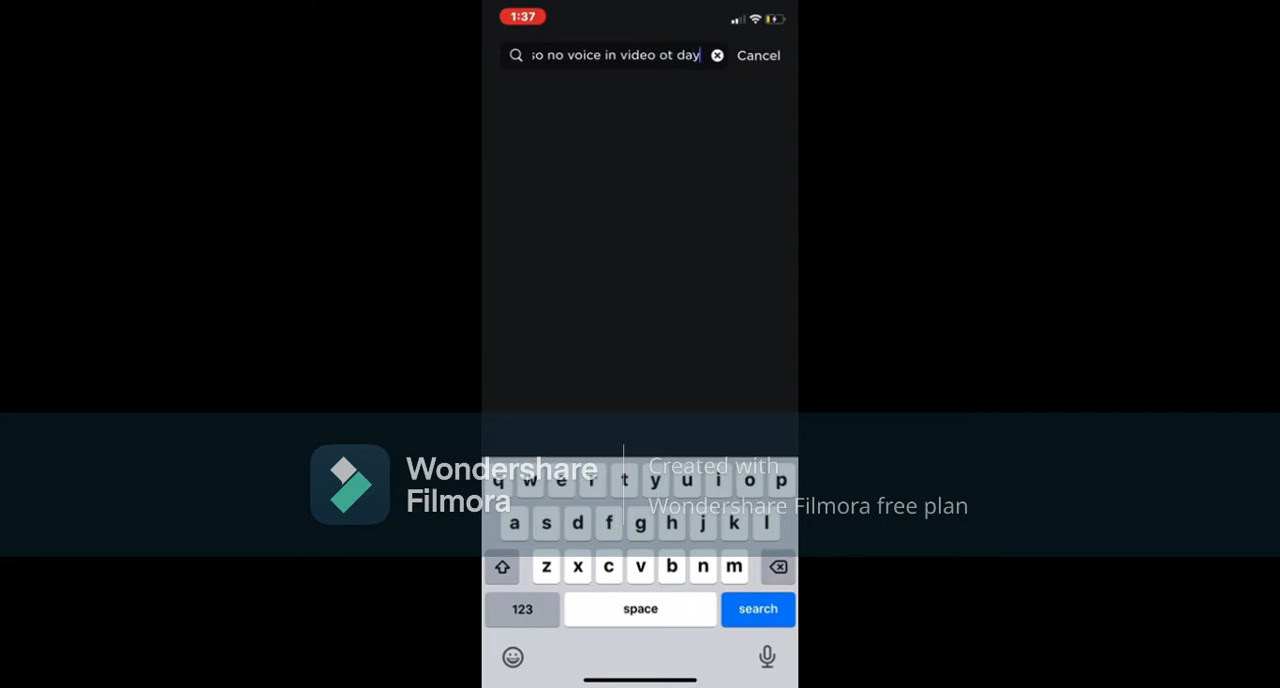 1:37
so no voice in video ot day
Cancel
Wondershare
Filmora
Created with
Wondershare Filmora free plan
q w e r t y u i o p
a s d f g h j k l
z x c v b n m
123 space search